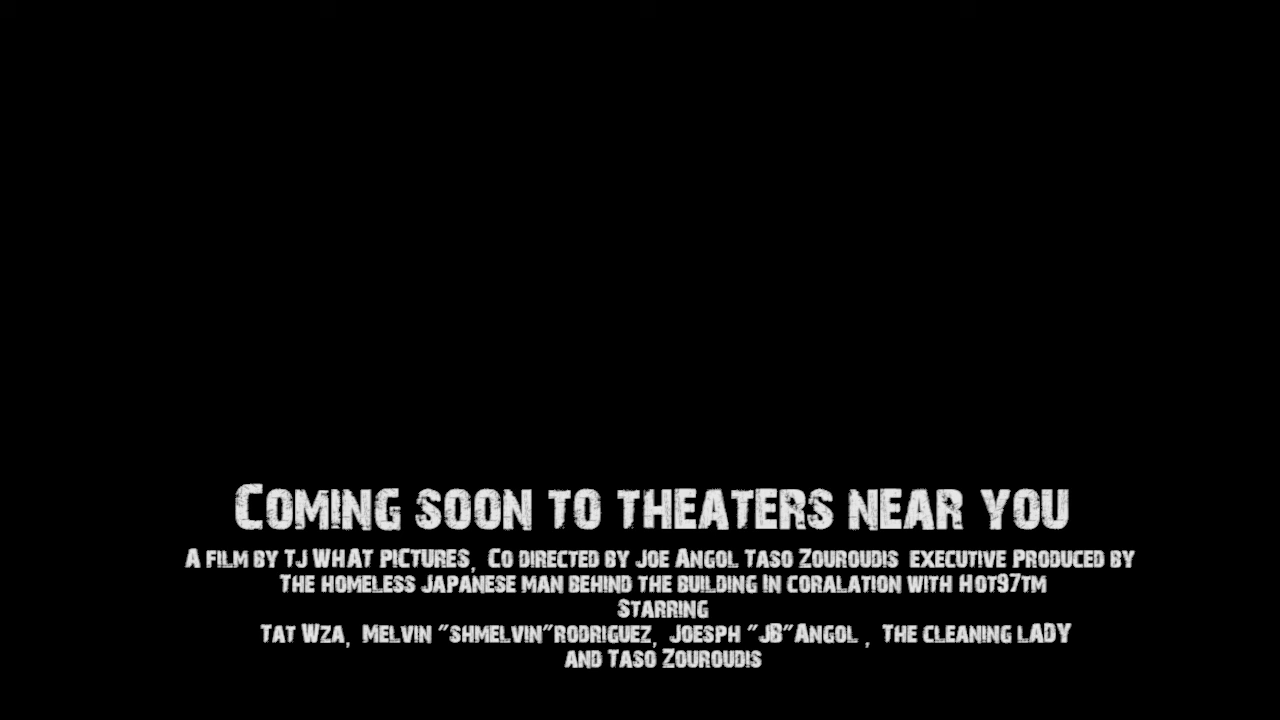 Coming soon to theaters near you
A film by TJ WHAT PICTURES, Co directed by Joe Angol Taso Zouroudis executive Produced by
The homeless Japanese man behind the building in coralation with Hot97tm
Starring
Tat Wza, Melvin "shmelvin"rodriguez, Joesph "JB"Angol , The cleaning lADY
and Taso Zouroudis